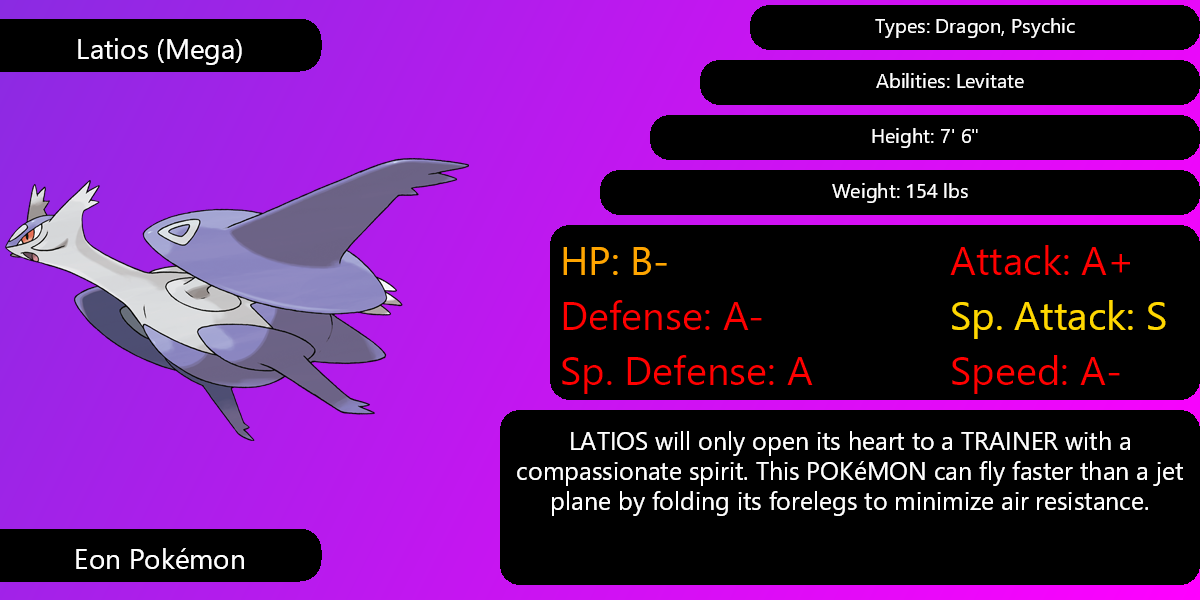 Latios (Mega)
Types: Dragon, Psychic
Abilities: Levitate
Height: 7' 6"
Weight: 154 lbs
HP: B-
Attack: A+
Defense: A-
Sp. Attack: S
Sp. Defense: A
Speed: A-
LATIOS will only open its heart to a TRAINER with a
compassionate spirit. This POKéMON can fly faster than a jet
plane by folding its forelegs to minimize air resistance.
Eon Pokémon